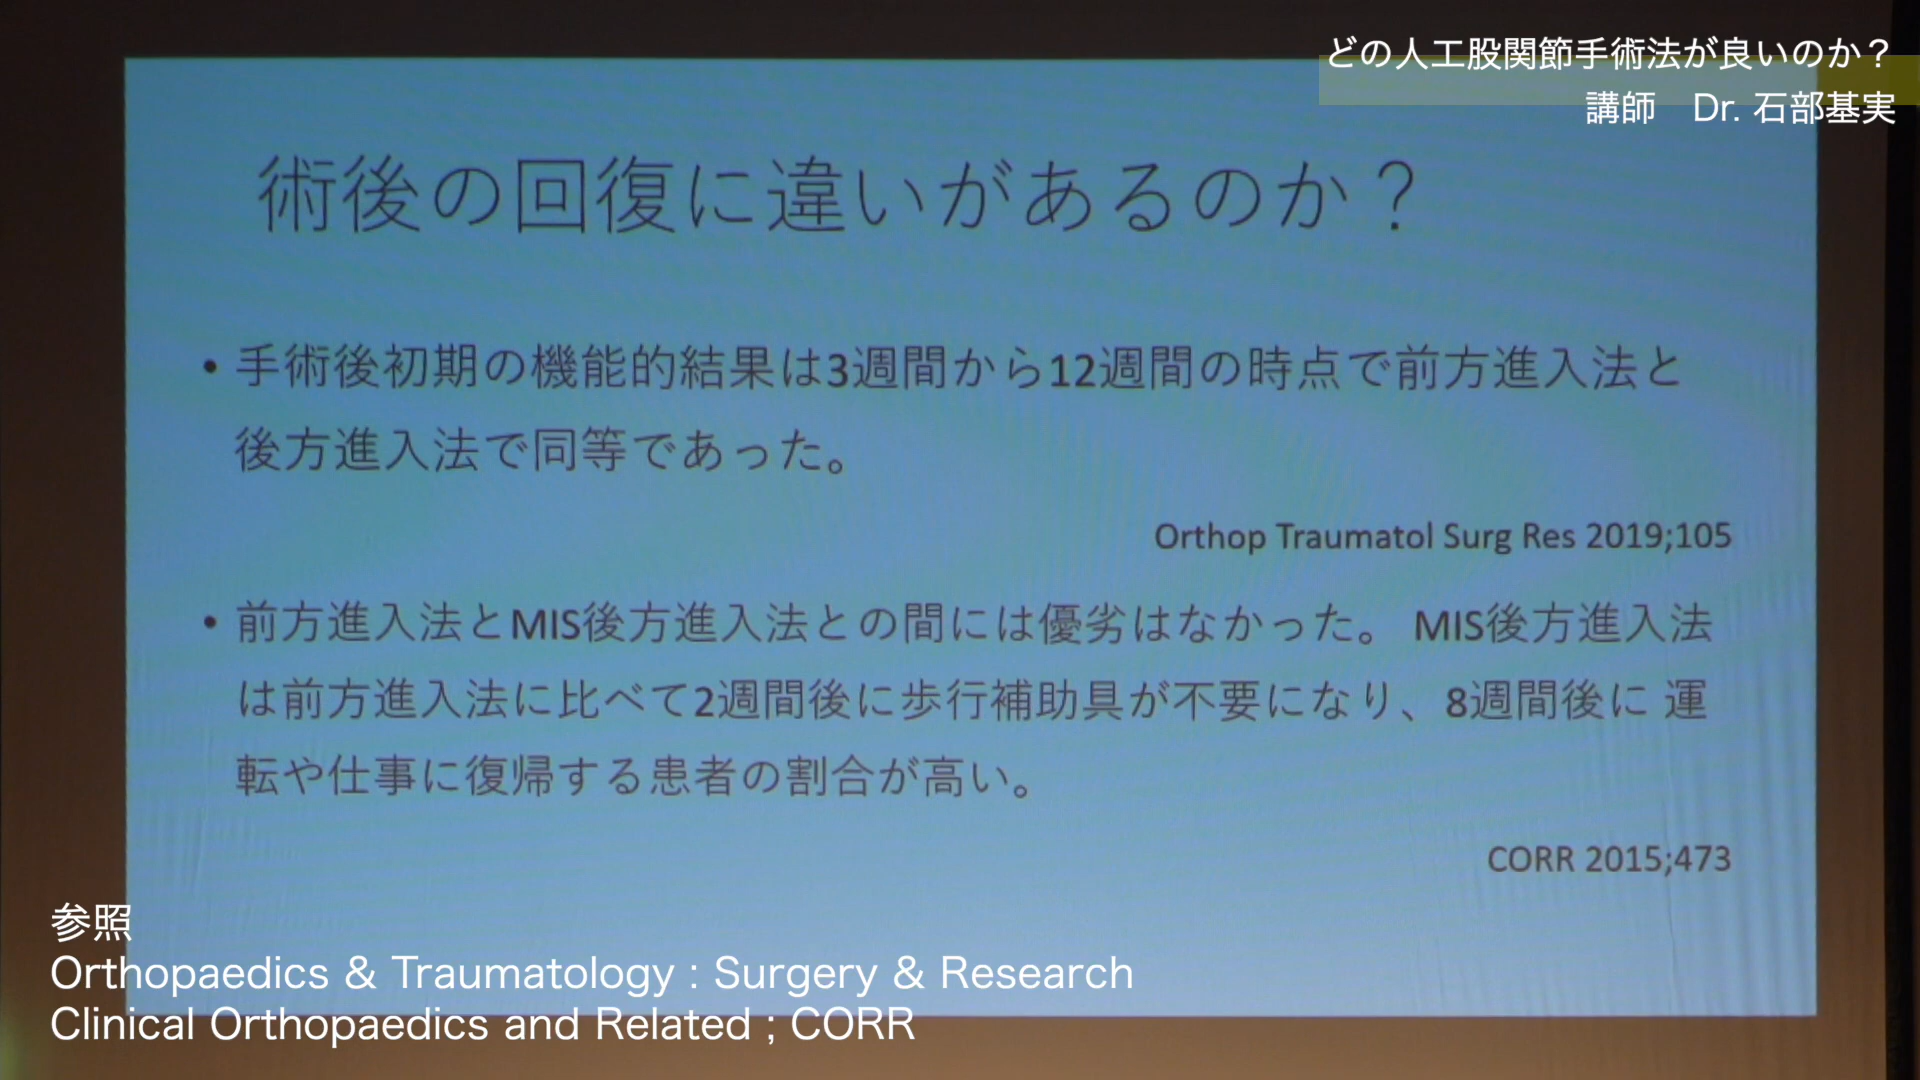 どの人工股関節手術法が良いのか？
講師　Dr. 石部基実
術後の回復に違いがあるのか？
• 手術後初期の機能的結果は3週間から12週間の時点で前方進入法と
後方進入法で同等であった。
Orthop Traumatol Surg Res 2019;105
• 前方進入法とMIS後方進入法との間には優劣はなかった。 MIS後方進入法
は前方進入法に比べて2週間後に歩行補助具が不要になり、8週間後に 運
転や仕事に復帰する患者の割合が高い。
CORR 2015;473
参照
Orthopaedics & Traumatology : Surgery & Research
Clinical Orthopaedics and Related ; CORR